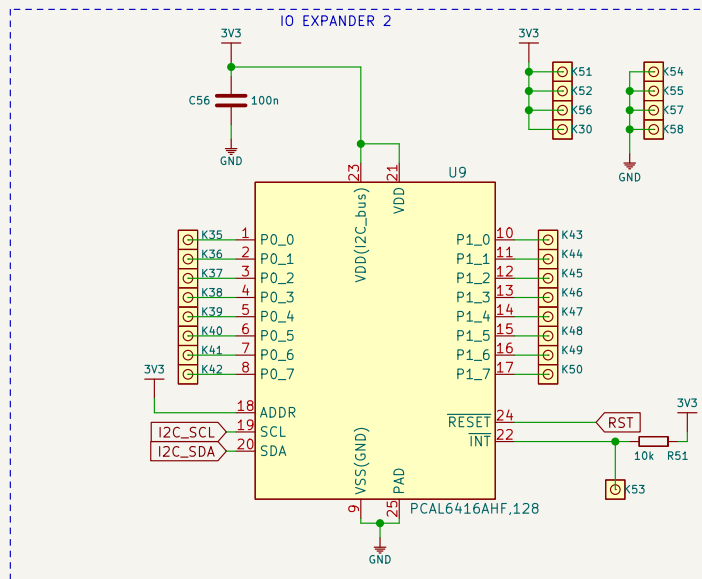 IO EXPANDER 2
3V3
3V3
C56 100n
GND
K51
K52
K56
K30
K54
K55
K57
K58
GND
U9
23 21
VDD(I2C_bus)
VDD
K35 1 P0_0
K36 2 P0_1
K37 3 P0_2
K38 4 P0_3
K39 5 P0_4
K40 6 P0_5
K41 7 P0_6
K42 8 P0_7
P1_0 10 K43
P1_1 11 K44
P1_2 12 K45
P1_3 13 K46
P1_4 14 K47
P1_5 15 K48
P1_6 16 K49
P1_7 17 K50
3V3
18 ADDR
I2C_SCL 19 SCL
I2C_SDA 20 SDA
RESET 24 RST
INT 22
3V3
10k R51
K53
VSS(GND)
PAD
9 25
PCAL6416AHF,128
GND